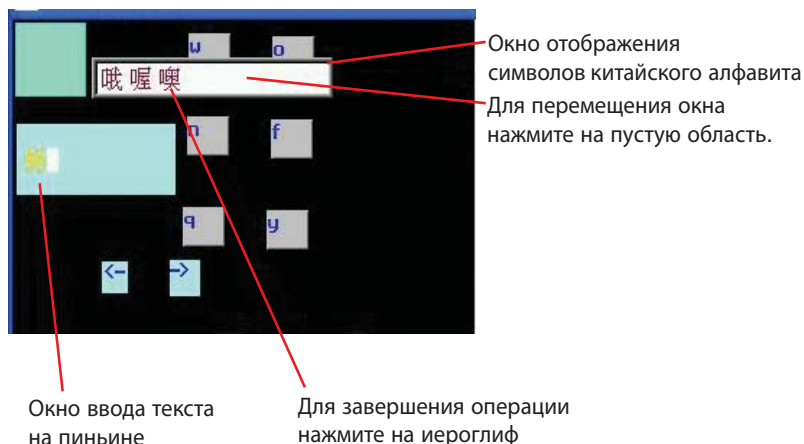 w o
哦 喔 噢
n f
q y
<- ->
Окно отображения
символов китайского алфавита
Для перемещения окна
нажмите на пустую область.
Окно ввода текста
на пиньине
Для завершения операции
нажмите на иероглиф